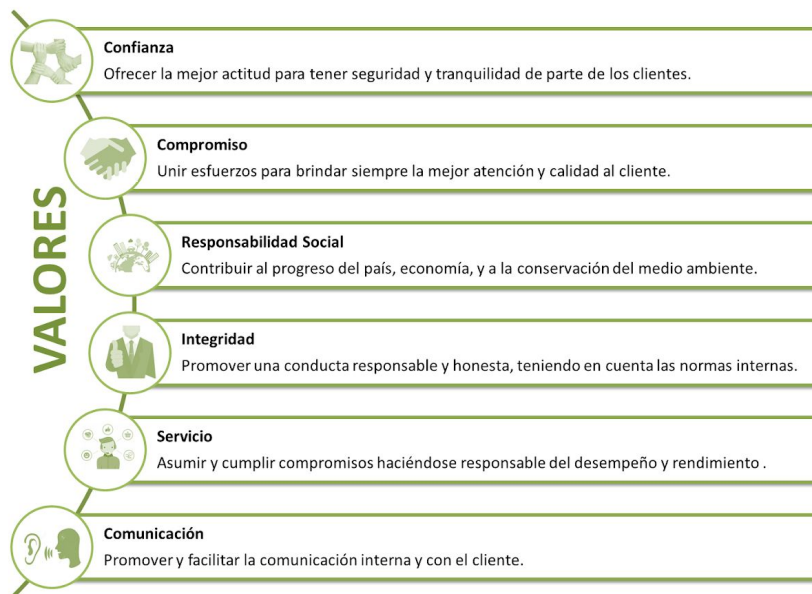 VALORES
Confianza
Ofrecer la mejor actitud para tener seguridad y tranquilidad de parte de los clientes.
Compromiso
Unir esfuerzos para brindar siempre la mejor atención y calidad al cliente.
Responsabilidad Social
Contribuir al progreso del país, economía, y a la conservación del medio ambiente.
Integridad
Promover una conducta responsable y honesta, teniendo en cuenta las normas internas.
Servicio
Asumir y cumplir compromisos haciéndose responsable del desempeño y rendimiento .
Comunicación
Promover y facilitar la comunicación interna y con el cliente.